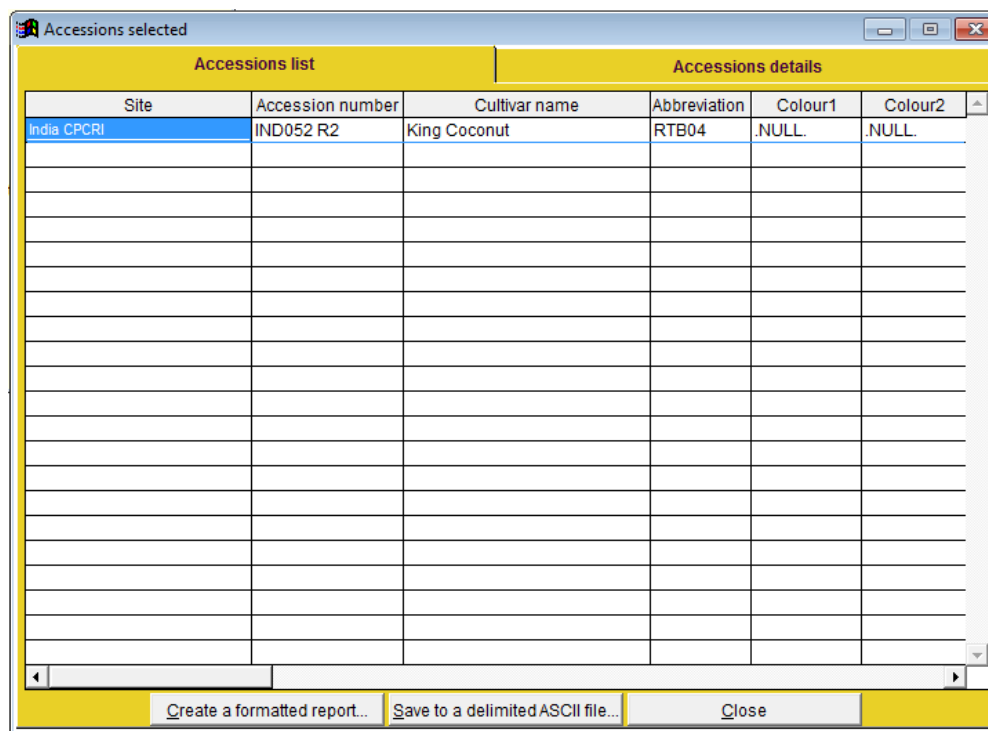 Accessions selected
Accessions list Accessions details
Site Accession number Cultivar name Abbreviation Colour1 Colour2
India CPCRI IND052 R2 King Coconut RTB04 .NULL. .NULL.
Create a formatted report... Save to a delimited ASCII file... Close